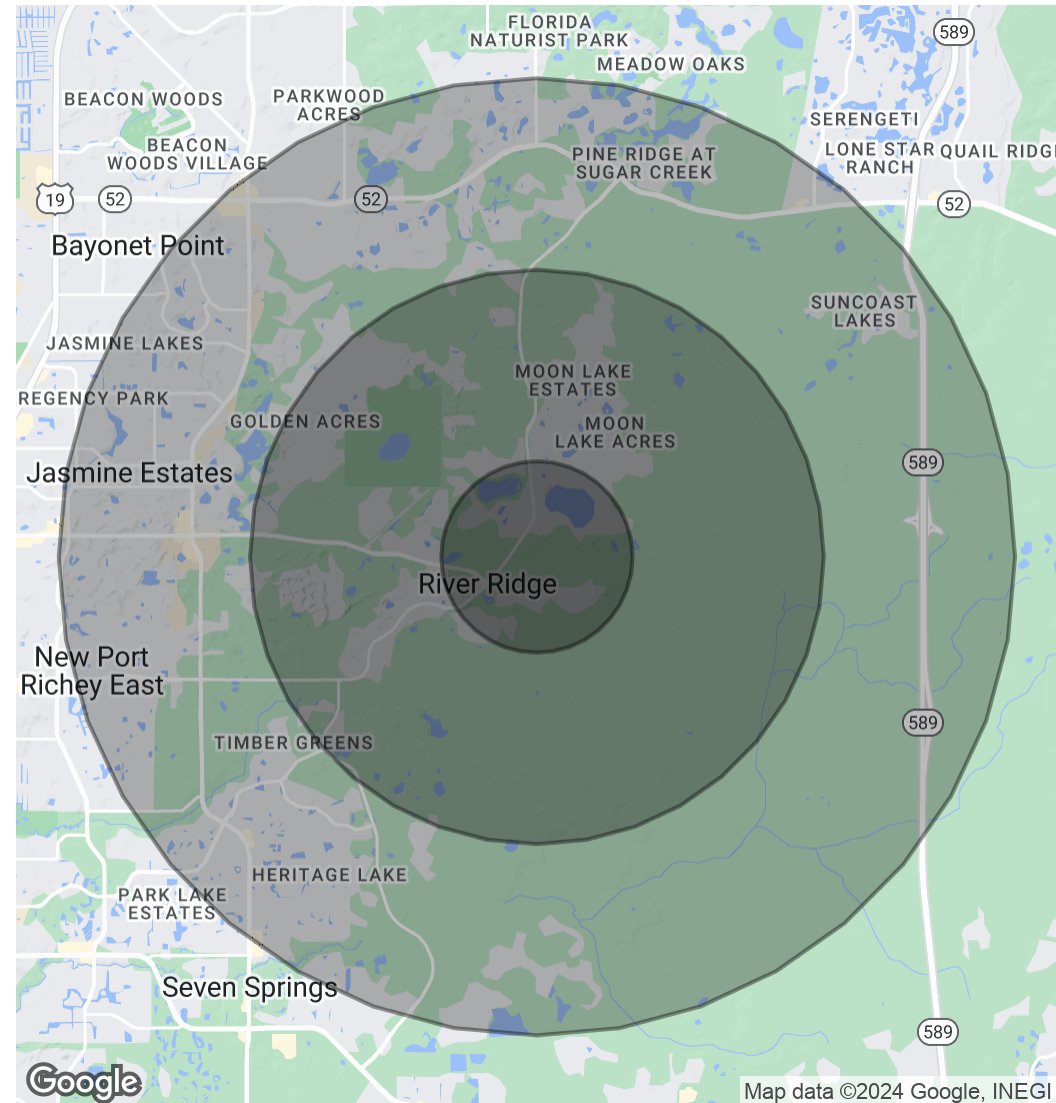 FLORIDA
NATURIST PARK
589
MEADOW OAKS
BEACON WOODS
PARKWOOD
ACRES
SERENGETI
BEACON
WOODS VILLAGE
PINE RIDGE AT
SUGAR CREEK
LONE STAR
RANCH
QUAIL RIDGE
19
52
52
52
Bayonet Point
SUNCOAST
LAKES
JASMINE LAKES
MOON LAKE
ESTATES
REGENCY PARK
GOLDEN ACRES
MOON
LAKE ACRES
Jasmine Estates
589
River Ridge
New Port
Richey East
589
TIMBER GREENS
HERITAGE LAKE
PARK LAKE
ESTATES
Seven Springs
589
Google
Map data ©2024 Google, INEGI